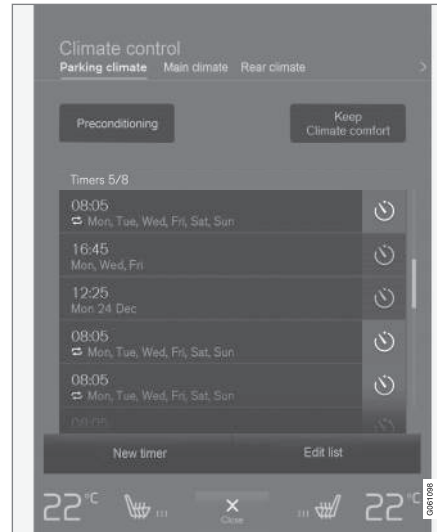 Climate control
Parking climate Main climate Rear climate >
Preconditioning
Keep
Climate comfort
Timers 5/8
08:05
Mon, Tue, Wed, Fri, Sat, Sun
16:45
Mon, Wed, Fri
12:25
Mon 24 Dec
08:05
Mon, Tue, Wed, Fri, Sat, Sun
08:05
Mon, Tue, Wed, Fri, Sat, Sun
08:05
New timer Edit list
22°C 22°C
Close
G061098